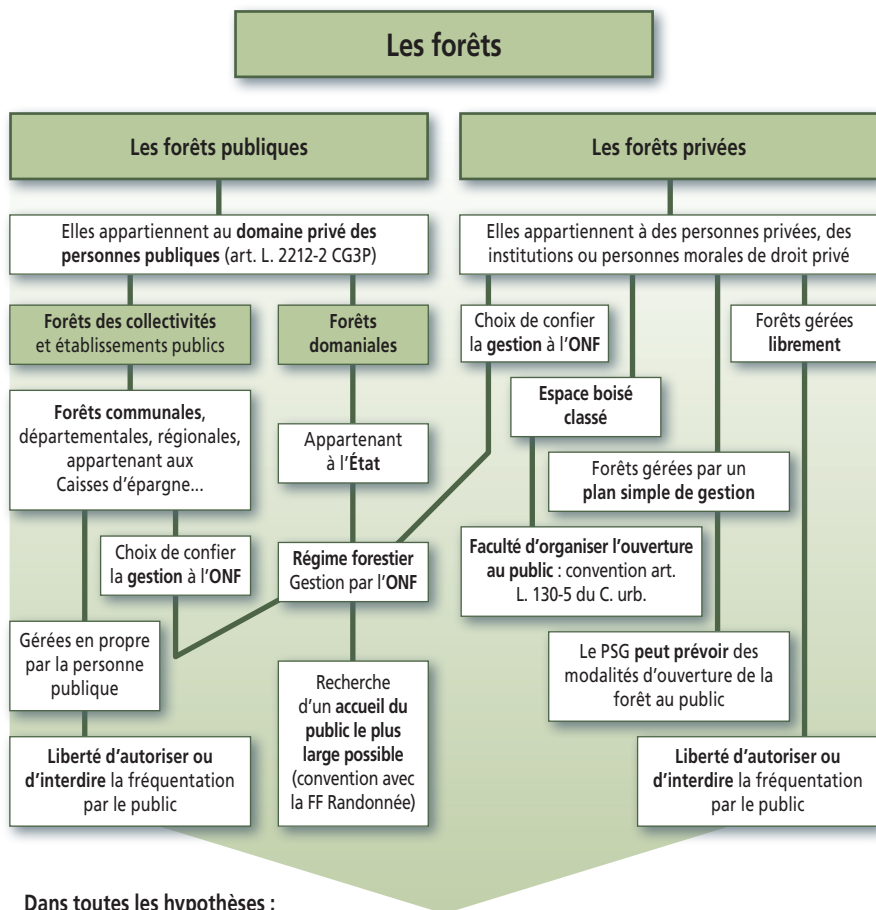 Les forêts
Les forêts publiques
Elles appartiennent au domaine privé des
personnes publiques (art. L. 2212-2 CG3P)
Forêts des collectivités
et établissements publics
Forêts
domaniales
Forêts communales,
départementales, régionales,
appartenant aux
Caisses d'épargne...
Appartenant
à l'État
Choix de confier
la gestion à l'ONF
Régime forestier
Gestion par l'ONF
Gérées en propre
par la personne
publique
Recherche
d'un accueil du
public le plus
large possible
(convention avec
la FF Randonnée)
Liberté d'autoriser ou
d'interdire la fréquentation
par le public
Les forêts privées
Elles appartiennent à des personnes privées, des
institutions ou personnes morales de droit privé
Choix de confier
la gestion à l'ONF
Forêts gérées
librement
Espace boisé
classé
Forêts gérées par un
plan simple de gestion
Faculté d'organiser l'ouverture
au public : convention art.
L. 130-5 du C. urb.
Le PSG peut prévoir des
modalités d'ouverture de la
forêt au public
Liberté d'autoriser ou
d'interdire la fréquentation
par le public
Dans toutes les hypothèses :